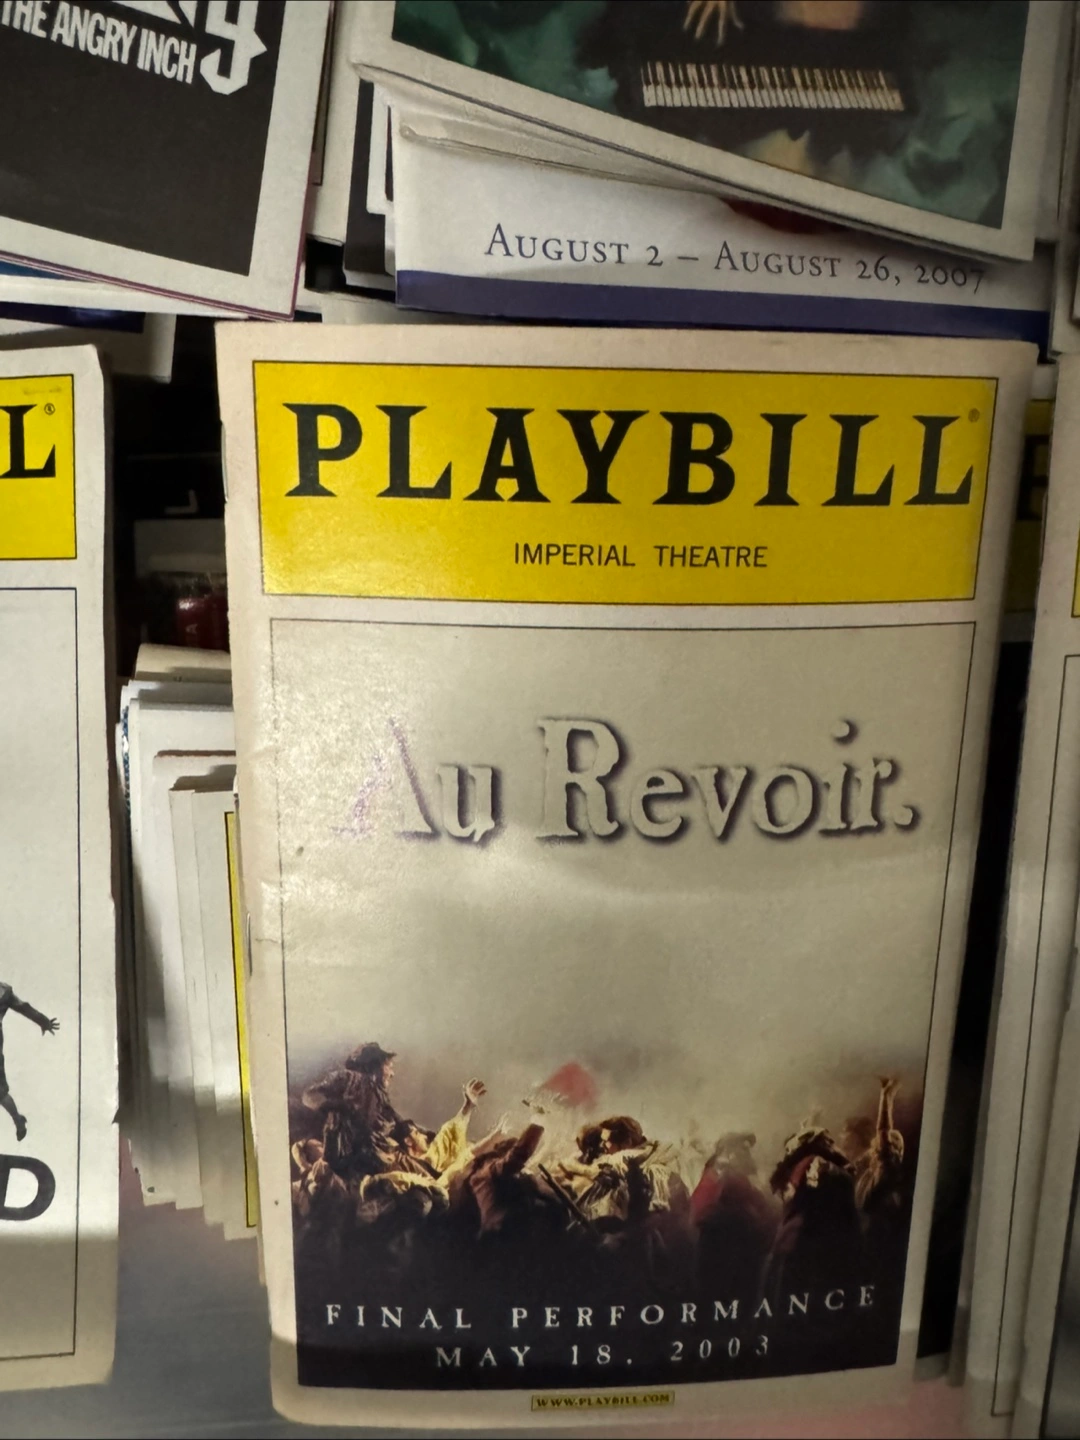 THE ANGRY INCH
AUGUST 2 – AUGUST 26, 2007
L®
D
PLAYBILL®
IMPERIAL THEATRE
Au Revoir.
FINAL PERFORMANCE
MAY 18, 2003
WWW.PLAYBILL.COM